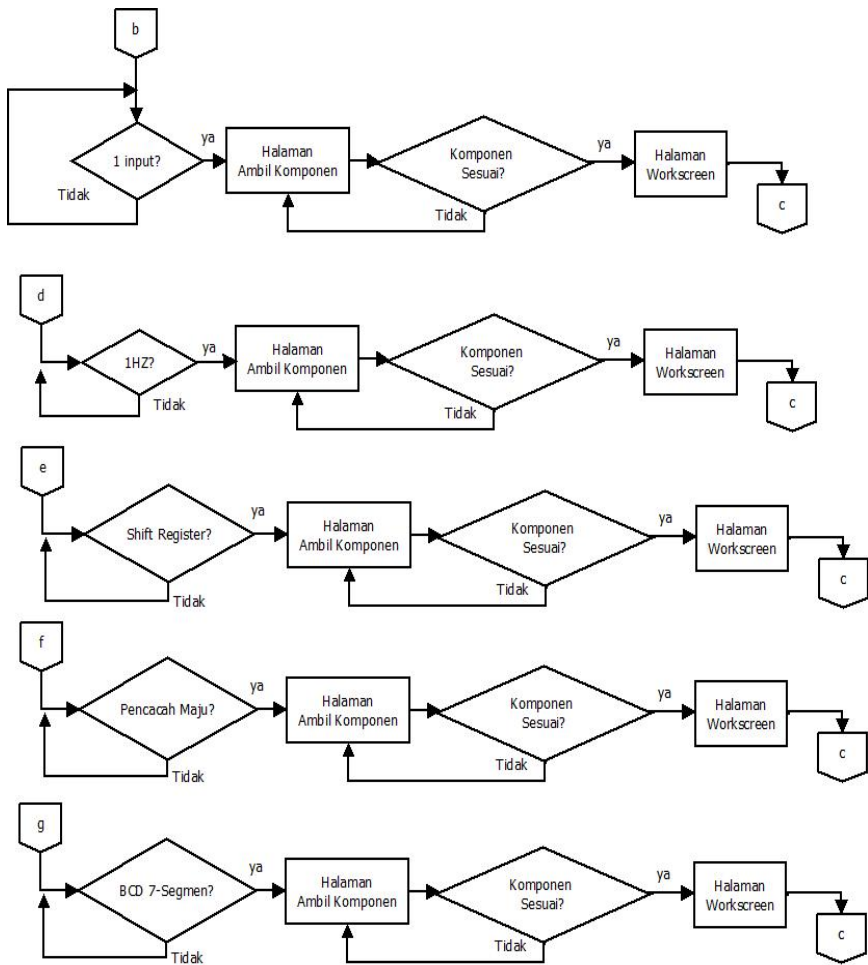 b
1 input?
ya
Tidak
Halaman
Ambil Komponen
Komponen
Sesuai?
ya
Tidak
Halaman
Workscreen
c
d
1HZ?
ya
Tidak
Halaman
Ambil Komponen
Komponen
Sesuai?
ya
Tidak
Halaman
Workscreen
c
e
Shift Register?
ya
Tidak
Halaman
Ambil Komponen
Komponen
Sesuai?
ya
Tidak
Halaman
Workscreen
c
f
Pencacah Maju?
ya
Tidak
Halaman
Ambil Komponen
Komponen
Sesuai?
ya
Tidak
Halaman
Workscreen
c
g
BCD 7-Segmen?
ya
Tidak
Halaman
Ambil Komponen
Komponen
Sesuai?
ya
Tidak
Halaman
Workscreen
c